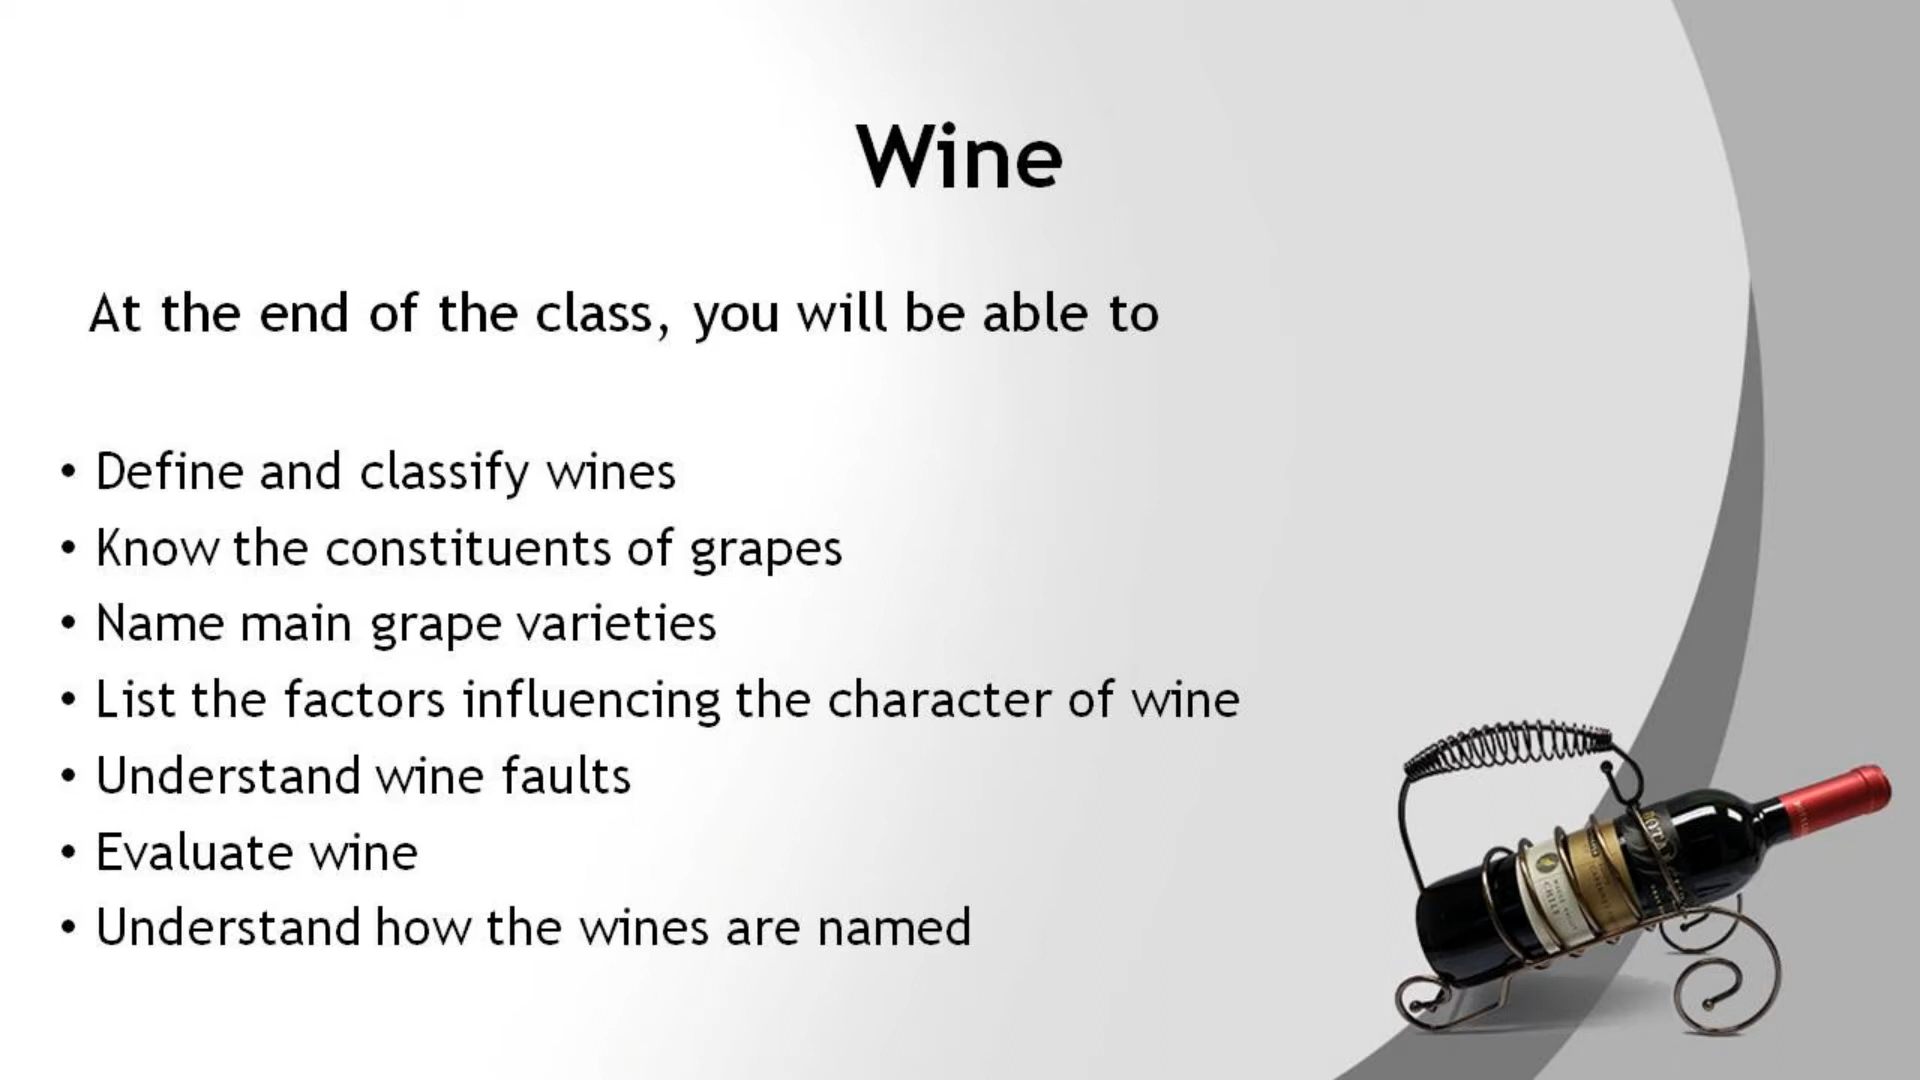 Wine
At the end of the class, you will be able to
• Define and classify wines
• Know the constituents of grapes
• Name main grape varieties
• List the factors influencing the character of wine
• Understand wine faults
• Evaluate wine
• Understand how the wines are named
CHILE